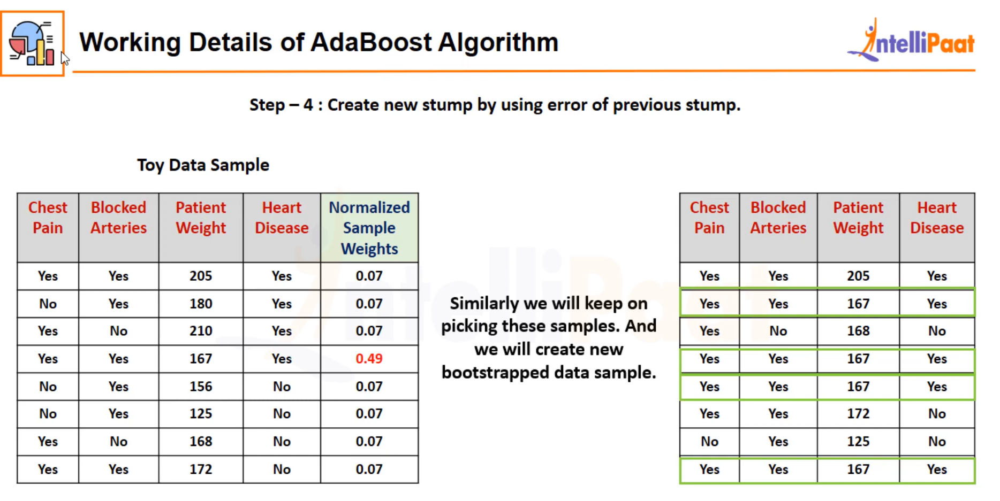 Working Details of AdaBoost Algorithm
IntelliPaat
Step – 4 : Create new stump by using error of previous stump.
Toy Data Sample
Chest Pain Blocked Arteries Patient Weight Heart Disease Normalized Sample Weights
Yes Yes 205 Yes 0.07
No Yes 180 Yes 0.07
Yes No 210 Yes 0.07
Yes Yes 167 Yes 0.49
No Yes 156 No 0.07
No Yes 125 No 0.07
Yes No 168 No 0.07
Yes Yes 172 No 0.07
Similarly we will keep on
picking these samples. And
we will create new
bootstrapped data sample.
Chest Pain Blocked Arteries Patient Weight Heart Disease
Yes Yes 205 Yes
Yes Yes 167 Yes
Yes No 168 No
Yes Yes 167 Yes
Yes Yes 167 Yes
Yes Yes 172 No
No Yes 125 No
Yes Yes 167 Yes
IntelliPaat